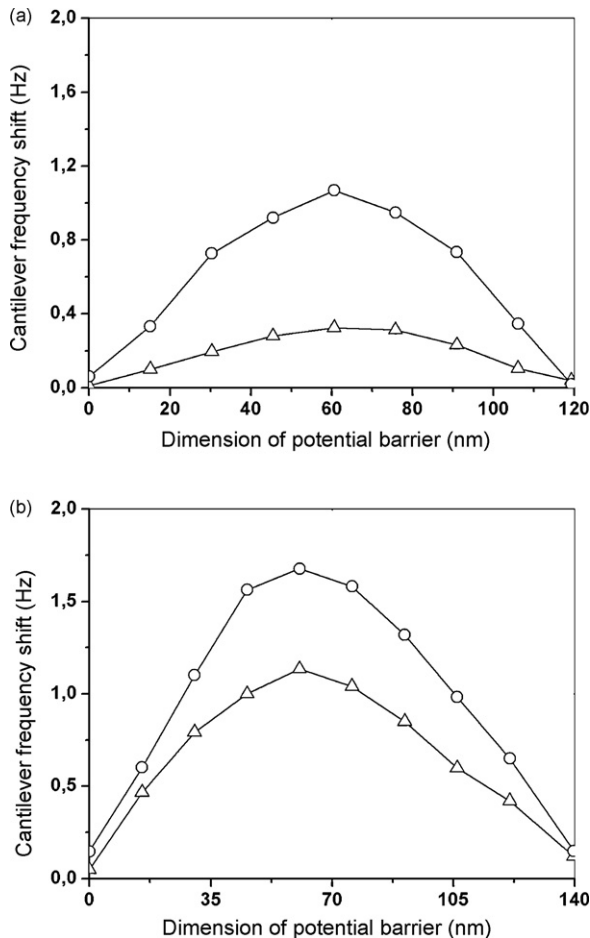 (a)
2,0
1,6
1,2
0,8
0,4
0,0
Cantilever frequency shift (Hz)
0 20 40 60 80 100 120
Dimension of potential barrier (nm)
(b)
2,0
1,5
1,0
0,5
0,0
Cantilever frequency shift (Hz)
0 35 70 105 140
Dimension of potential barrier (nm)